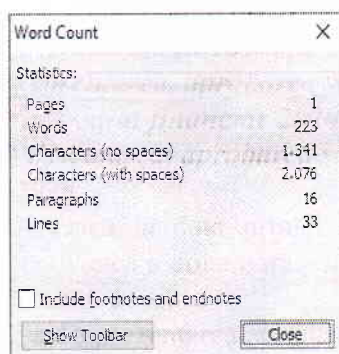 Word Count
Statistics:
Pages 1
Words 223
Characters (no spaces) 1.341
Characters (with spaces) 2.076
Paragraphs 16
Lines 33
Include footnotes and endnotes
Show Toolbar Close